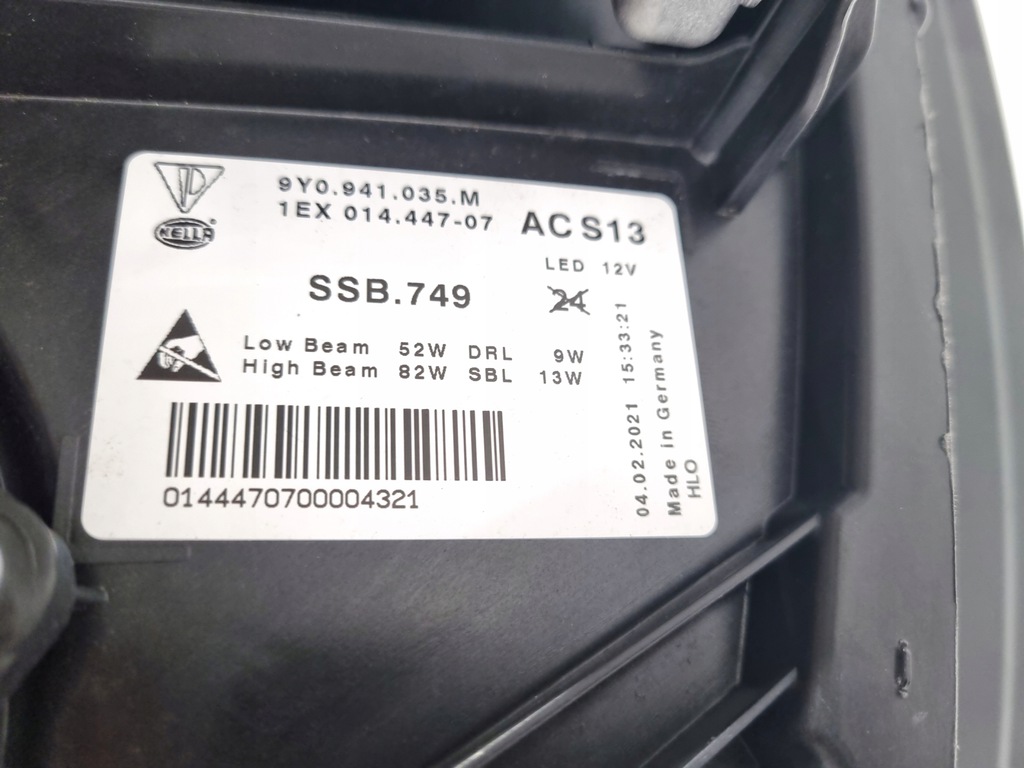 9Y0.941.035.M
1EX 014.447-07
AC S13
HELLA
LED 12V
SSB.749
24
Low Beam 52W DRL 9W
High Beam 82W SBL 13W
01444470700004321
04.02.2021 15:33:21
Made in Germany
HLO